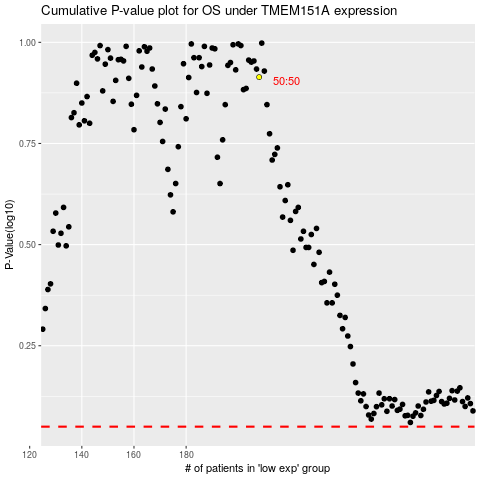 Cumulative P-value plot for OS under TMEM151A expression
1.00
50:50
0.75
0.50
0.25
P-Value(log10)
120 140 160 180
# of patients in 'low exp' group